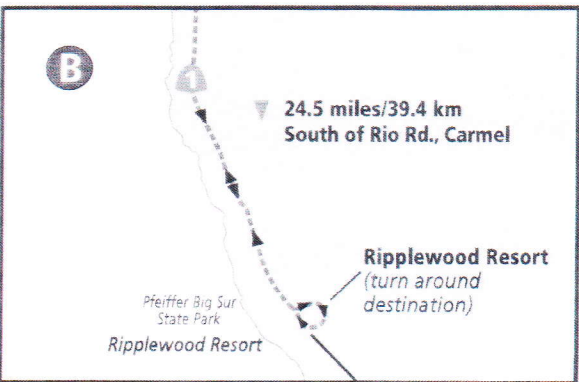 B
1
24.5 miles/39.4 km
South of Rio Rd., Carmel
Ripplewood Resort
(turn around
destination)
Pfeiffer Big Sur
State Park
Ripplewood Resort